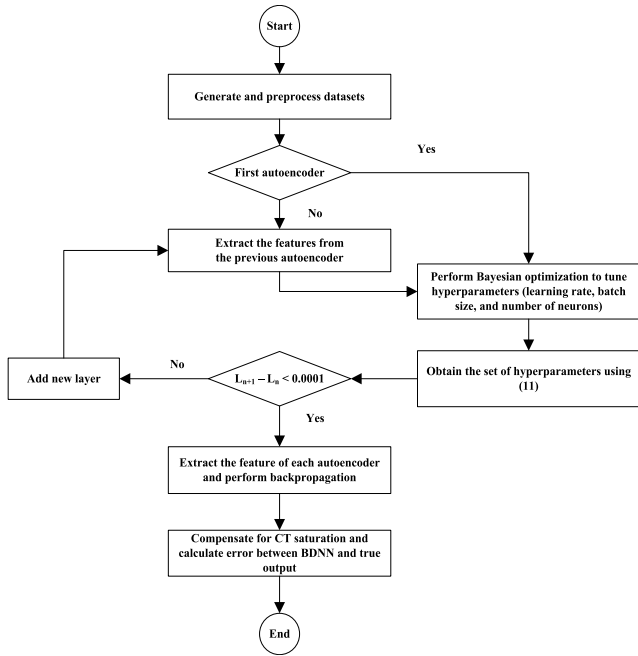 Start
Generate and preprocess datasets
Yes
First autoencoder
No
Extract the features from
the previous autoencoder
Perform Bayesian optimization to tune
hyperparameters (learning rate, batch
size, and number of neurons)
Obtain the set of hyperparameters using
(11)
Lₙ₊₁ – Lₙ < 0.0001
No
Add new layer
Yes
Extract the feature of each autoencoder
and perform backpropagation
Compensate for CT saturation and
calculate error between BDNN and true
output
End